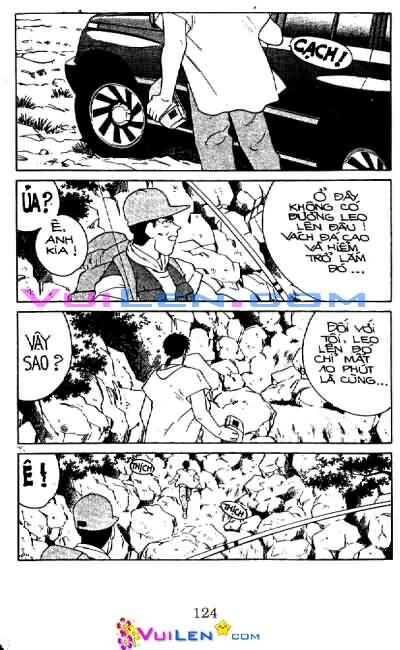 CẠCH!
ỦA?
Ê.
ANH
KIA!
Ở ĐÂY
KHÔNG CÓ
ĐƯỜNG LEO
LÊN ĐÂU!
VÁCH ĐÁ CAO
VÀ HIỂM
TRỞ LẮM
ĐÓ...
VUILEN.COM
VẬY
SAO?
ĐỐI VỚI
TÔI, LEO
LÊN ĐÓ
CHỈ MẤT
10 PHÚT
LÀ CÙNG...
Ê!
THỊCH
THỊCH
124
VUILEN.COM